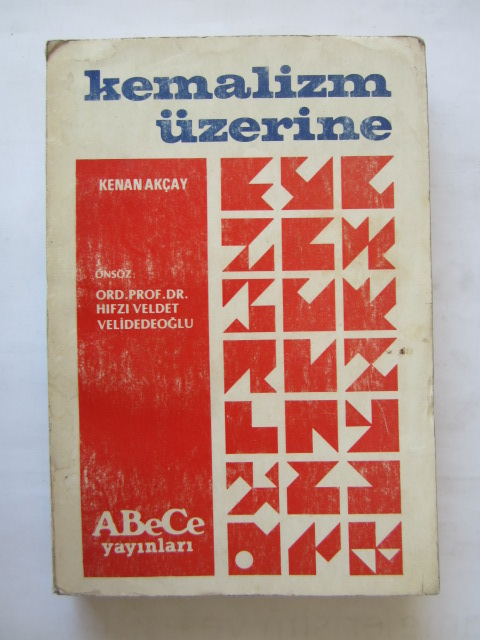 kemalizm
üzerine
KENAN AKÇAY
ÖNSÖZ:
ORD.PROF.DR.
HIFZI VELDET
VELİDEDEOĞLU
ABeCe
yayınları